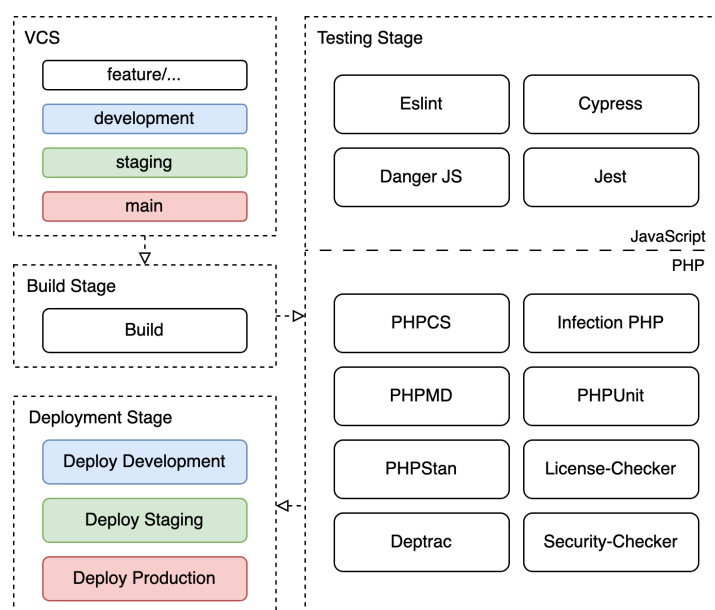 VCS
feature/...
development
staging
main
Build Stage
Build
Deployment Stage
Deploy Development
Deploy Staging
Deploy Production
Testing Stage
Eslint
Cypress
Danger JS
Jest
JavaScript
PHP
PHPCS
Infection PHP
PHPMD
PHPUnit
PHPStan
License-Checker
Deptrac
Security-Checker